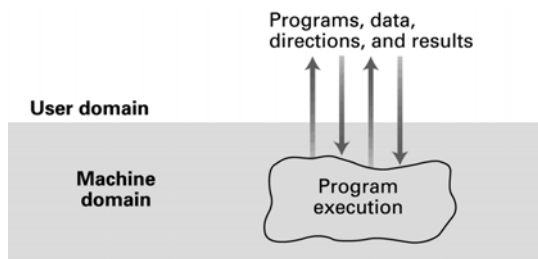 Programs, data,
directions, and results
User domain
Machine
domain
Program
execution